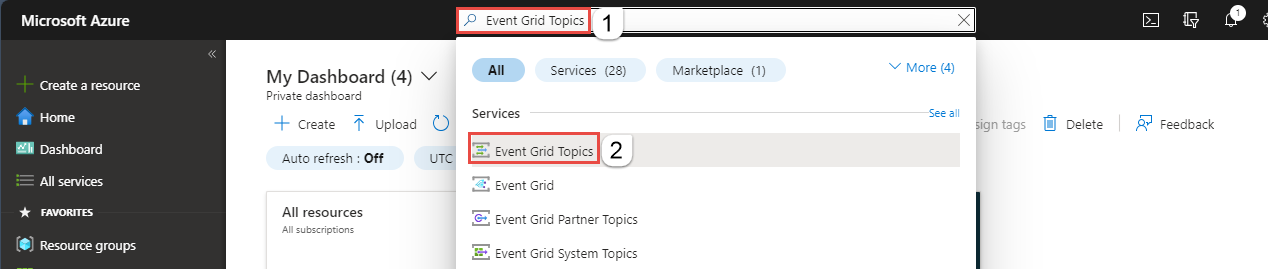 Microsoft Azure
Event Grid Topics
1
1
«
Create a resource
Home
Dashboard
All services
FAVORITES
Resource groups
My Dashboard (4)
Private dashboard
Create
Upload
sign tags
Delete
Feedback
Auto refresh : Off
UTC
All resources
All subscriptions
All
Services (28)
Marketplace (1)
More (4)
Services
See all
Event Grid Topics
2
Event Grid
Event Grid Partner Topics
Event Grid System Topics